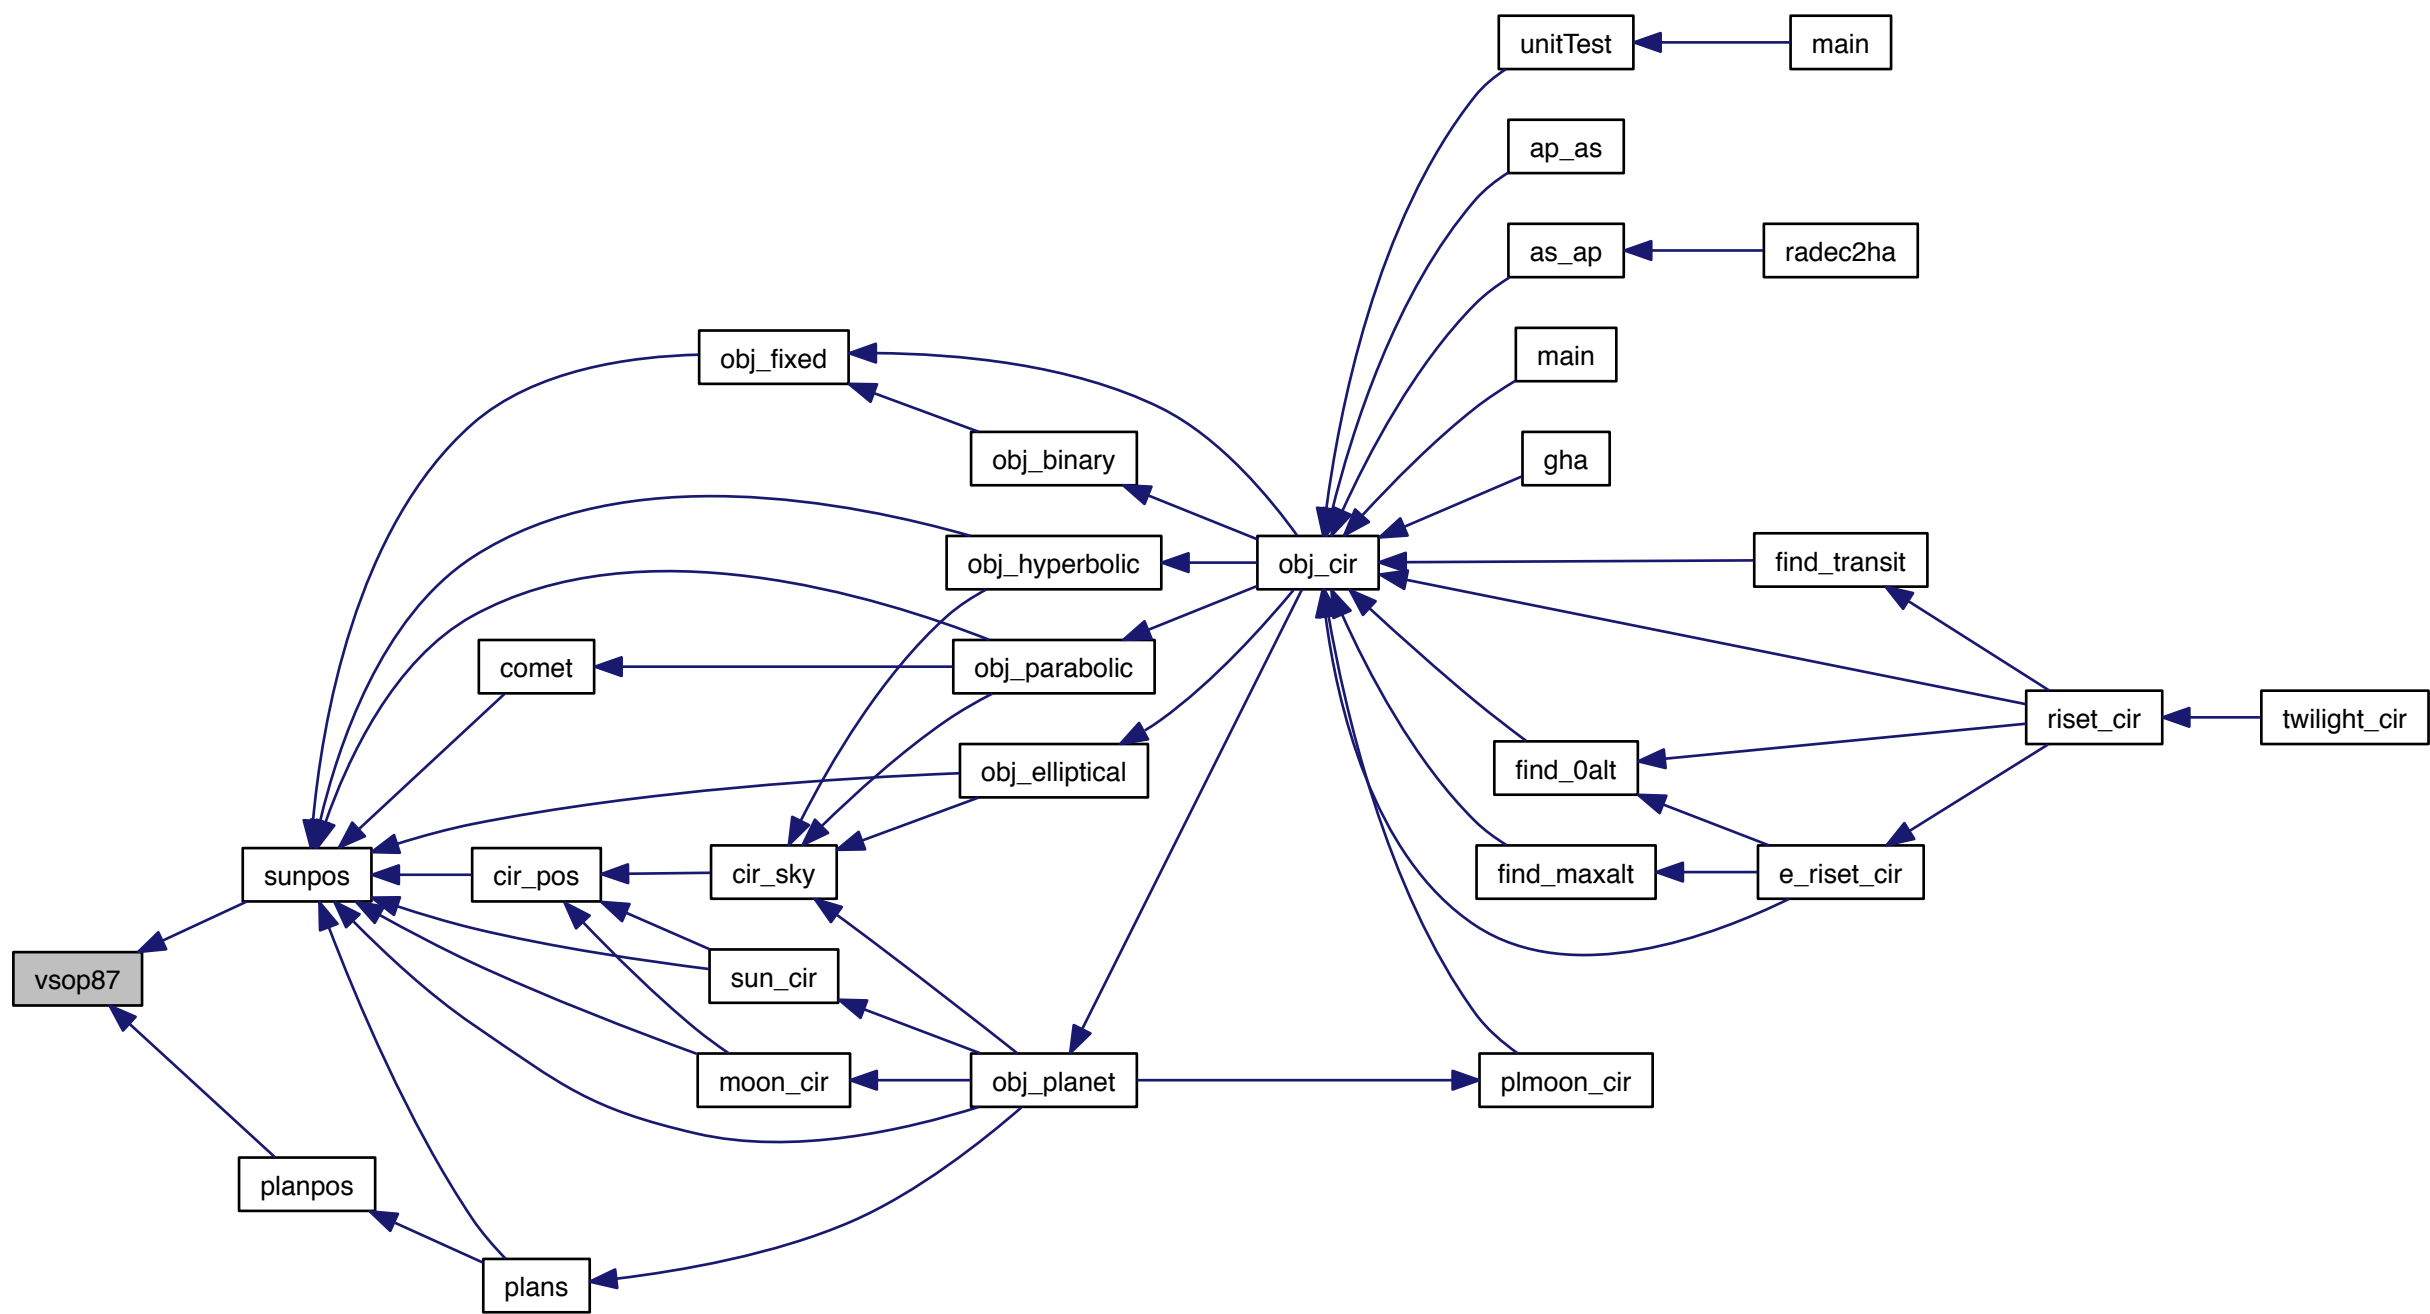 unitTest
main
ap_as
as_ap
radec2ha
main
obj_fixed
gha
obj_binary
find_transit
obj_hyperbolic
obj_cir
comet
obj_parabolic
riset_cir
twilight_cir
obj_elliptical
find_0alt
sunpos
cir_pos
cir_sky
find_maxalt
e_riset_cir
vsop87
sun_cir
moon_cir
obj_planet
plmoon_cir
planpos
plans